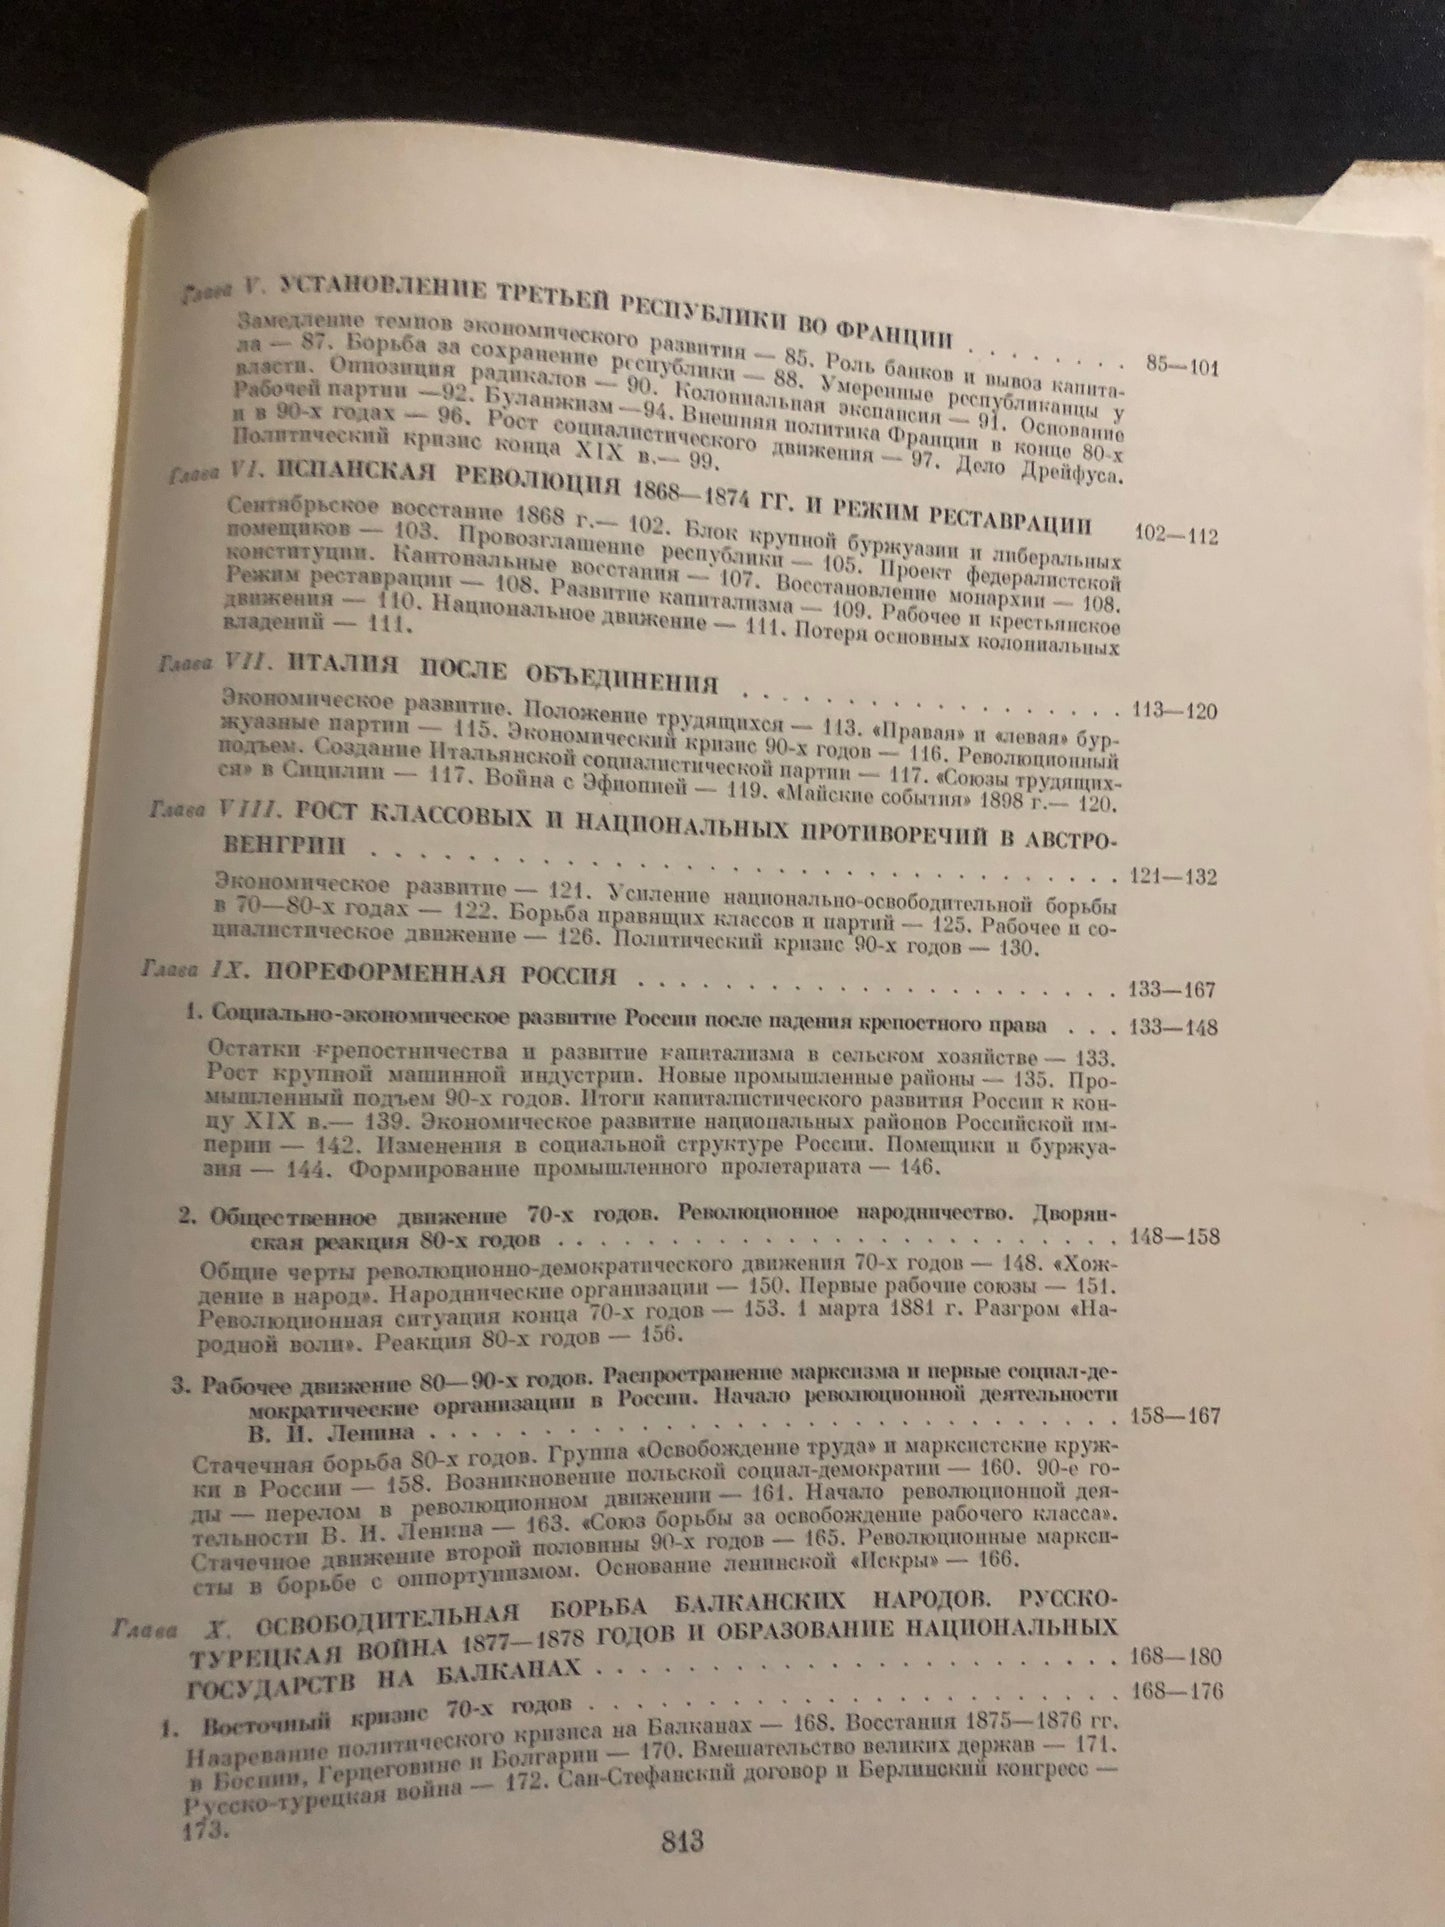 Глава V. УСТАНОВЛЕНИЕ ТРЕТЬЕЙ РЕСПУБЛИКИ ВО ФРАНЦИИ . . . . . . . 85—101
Замедление темпов экономического развития — 85. Роль банков и вывоз капита-
ла — 87. Борьба за сохранение республики — 88. Умеренные республиканцы у
власти. Оппозиция радикалов — 90. Колониальная экспансия — 91. Основание
Рабочей партии —92. Буланжизм —94. Внешняя политика Франции в конце 80-х
и в 90-х годах — 96. Рост социалистического движения — 97. Дело Дрейфуса.
Политический кризис конца XIX в.— 99.
Глава VI. ИСПАНСКАЯ РЕВОЛЮЦИЯ 1868—1874 ГГ. И РЕЖИМ РЕСТАВРАЦИИ 102—112
Сентябрьское восстание 1868 г.— 102. Блок крупной буржуазии и либеральных
помещиков — 103. Провозглашение республики — 105. Проект федералистской
конституции. Кантональные восстания — 107. Восстановление монархии — 108.
Режим реставрации — 108. Развитие капитализма — 109. Рабочее и крестьянское
движения — 110. Национальное движение — 111. Потеря основных колониальных
владений — 111.
Глава VII. ИТАЛИЯ ПОСЛЕ ОБЪЕДИНЕНИЯ . . . . . . . . . . . . . . . . . . . 113—120
Экономическое развитие. Положение трудящихся — 113. «Правая» и «левая» бур-
жуазные партии — 115. Экономический кризис 90-х годов — 116. Революционный
подъем. Создание Итальянской социалистической партии — 117. «Союзы трудящих-
ся» в Сицилии — 117. Война с Эфиопией — 119. «Майские события» 1898 г.— 120.
Глава VIII. РОСТ КЛАССОВЫХ И НАЦИОНАЛЬНЫХ ПРОТИВОРЕЧИЙ В АВСТРО-
ВЕНГРИИ . . . . . . . . . . . . . . . . . . . . . . . . . . . . . 121—132
Экономическое развитие — 121. Усиление национально-освободительной борьбы
в 70—80-х годах — 122. Борьба правящих классов и партий — 125. Рабочее и со-
циалистическое движение — 126. Политический кризис 90-х годов — 130.
Глава IX. ПОРЕФОРМЕННАЯ РОССИЯ . . . . . . . . . . . . . . . . . . . . . 133—167
1. Социально-экономическое развитие России после падения крепостного права . . . 133—148
Остатки крепостничества и развитие капитализма в сельском хозяйстве — 133.
Рост крупной машинной индустрии. Новые промышленные районы — 135. Про-
мышленный подъем 90-х годов. Итоги капиталистического развития России к кон-
цу XIX в.— 139. Экономическое развитие национальных районов Российской им-
перии — 142. Изменения в социальной структуре России. Помещики и буржуа-
зия — 144. Формирование промышленного пролетариата — 146.
2. Общественное движение 70-х годов. Революционное народничество. Дворян-
ская реакция 80-х годов . . . . . . . . . . . . . . . . . . . . . . . . 148—158
Общие черты революционно-демократического движения 70-х годов — 148. «Хож-
дение в народ». Народнические организации — 150. Первые рабочие союзы — 151.
Революционная ситуация конца 70-х годов — 153. 1 марта 1881 г. Разгром «На-
родной воли». Реакция 80-х годов — 156.
3. Рабочее движение 80—90-х годов. Распространение марксизма и первые социал-де-
мократические организации в России. Начало революционной деятельности
В. И. Ленина . . . . . . . . . . . . . . . . . . . . . . . . . . . . . 158—167
Стачечная борьба 80-х годов. Группа «Освобождение труда» и марксистские круж-
ки в России — 158. Возникновение польской социал-демократии — 160. 90-е го-
ды — перелом в революционном движении — 161. Начало революционной дея-
тельности В. И. Ленина — 163. «Союз борьбы за освобождение рабочего класса».
Стачечное движение второй половины 90-х годов — 165. Революционные маркси-
сты в борьбе с оппортунизмом. Основание ленинской «Искры» — 166.
Глава X. ОСВОБОДИТЕЛЬНАЯ БОРЬБА БАЛКАНСКИХ НАРОДОВ. РУССКО-
ТУРЕЦКАЯ ВОЙНА 1877—1878 ГОДОВ И ОБРАЗОВАНИЕ НАЦИОНАЛЬНЫХ
ГОСУДАРСТВ НА БАЛКАНАХ . . . . . . . . . . . . . . . . . . . . . . 168—180
1. Восточный кризис 70-х годов . . . . . . . . . . . . . . . . . . . . . 168—176
Назревание политического кризиса на Балканах — 168. Восстания 1875—1876 гг.
в Боснии, Герцеговине и Болгарии — 170. Вмешательство великих держав — 171.
Русско-турецкая война — 172. Сан-Стефанский договор и Берлинский конгресс —
173.
813